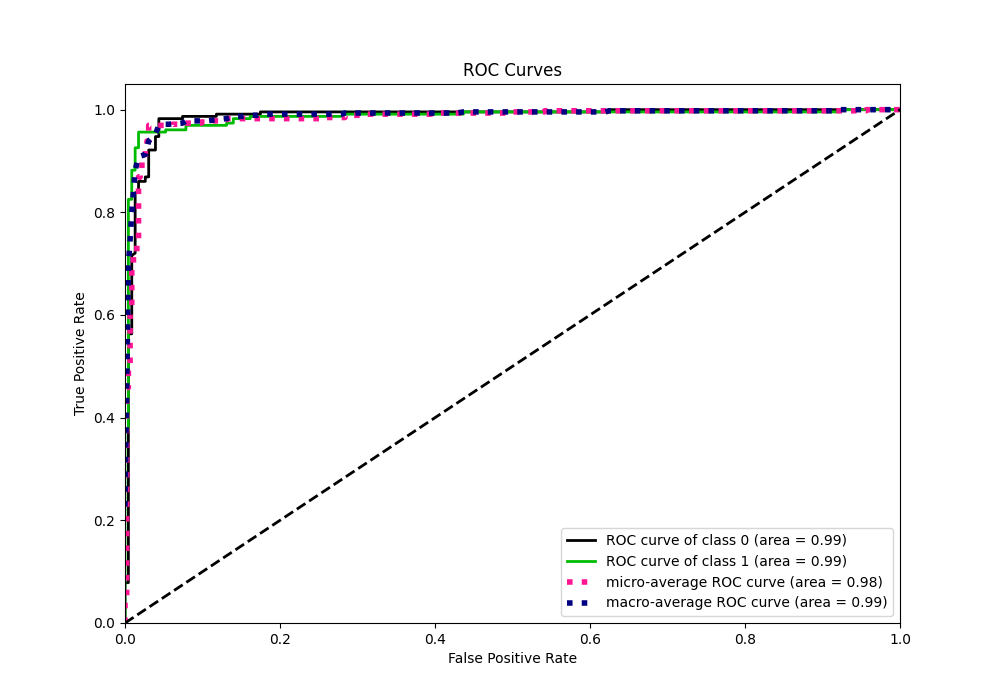 ROC Curves
True Positive Rate
1.0
0.8
0.6
0.4
0.2
0.0
0.0 0.2 0.4 0.6 0.8 1.0
False Positive Rate
ROC curve of class 0 (area = 0.99)
ROC curve of class 1 (area = 0.99)
micro-average ROC curve (area = 0.98)
macro-average ROC curve (area = 0.99)